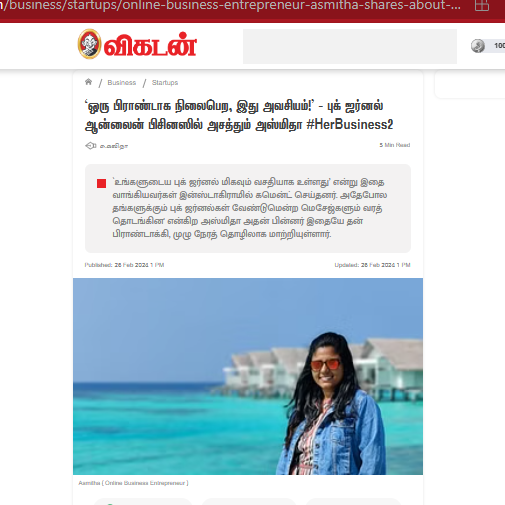 /business/startups/online-business-entrepreneur-asmitha-shares-about-...
விகடன்
100
/ Business / Startups
‘ஒரு பிராண்டாக நிலைபெற, இது அவசியம்!’ - புக் ஜர்னல்
ஆன்லைன் பிசினஸில் அசத்தும் அஸ்மிதா #HerBusiness2
5 Min Read
'உங்களுடைய புக் ஜர்னல் மிகவும் வசதியாக உள்ளது' என்று இதை
வாங்கியவர்கள் இன்ஸ்டாகிராமில் கமென்ட் செய்தனர். அதேபோல
தங்களுக்கும் புக் ஜர்னல்கள் வேண்டுமென்ற மெசேஜ்களும் வரத்
தொடங்கின' என்கிற அஸ்மிதா அதன் பின்னர் இதையே தன்
பிராண்டாக்கி, முழு நேரத் தொழிலாக மாற்றியுள்ளார்.
Published: 26 Feb 2024 1 PM
Updated: 26 Feb 2024 1 PM
Asmitha [ Online Business Entrepreneur ]